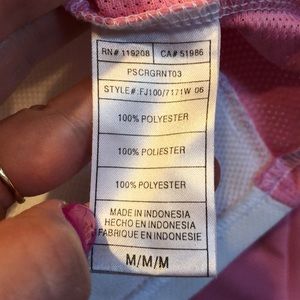 RN# 119208 CA# 51986
PSCRGRNT03
STYLE#:FJ100/7171W 06
100% POLYESTER
100% POLIESTER
100% POLYESTER
MADE IN INDONESIA
HECHO EN INDONESIA
FABRIQUE EN INDONESIE
M/M/M